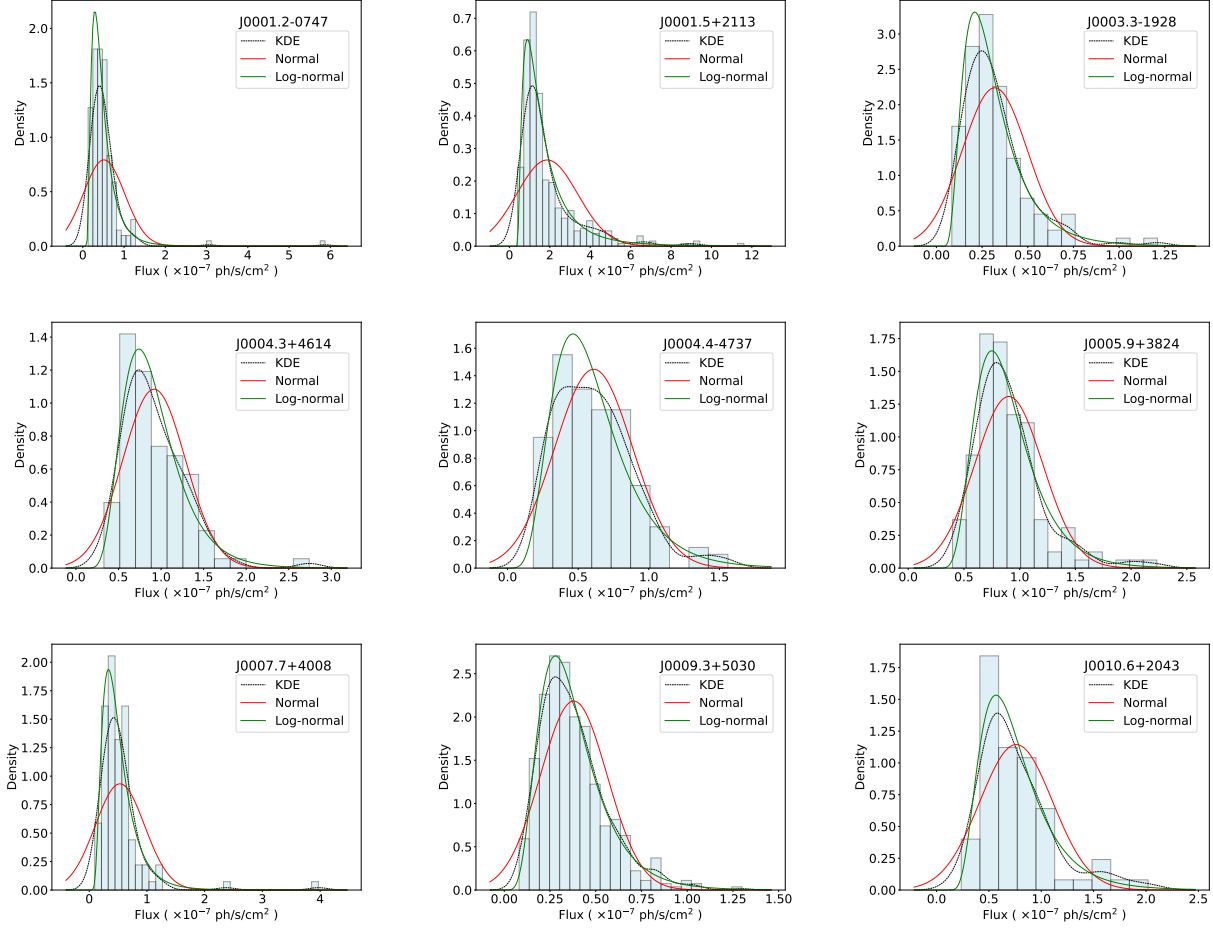 J0001.2-0747
KDE
Normal
Log-normal
Density
2.0
1.5
1.0
0.5
0.0
0 1 2 3 4 5 6
Flux ( ×10⁻⁷ ph/s/cm² )
J0001.5+2113
KDE
Normal
Log-normal
Density
0.7
0.6
0.5
0.4
0.3
0.2
0.1
0.0
0 2 4 6 8 10 12
Flux ( ×10⁻⁷ ph/s/cm² )
J0003.3-1928
KDE
Normal
Log-normal
Density
3.0
2.5
2.0
1.5
1.0
0.5
0.0
0.00 0.25 0.50 0.75 1.00 1.25
Flux ( ×10⁻⁷ ph/s/cm² )
J0004.3+4614
KDE
Normal
Log-normal
Density
1.4
1.2
1.0
0.8
0.6
0.4
0.2
0.0
0.0 0.5 1.0 1.5 2.0 2.5 3.0
Flux ( ×10⁻⁷ ph/s/cm² )
J0004.4-4737
KDE
Normal
Log-normal
Density
1.6
1.4
1.2
1.0
0.8
0.6
0.4
0.2
0.0
0.0 0.5 1.0 1.5
Flux ( ×10⁻⁷ ph/s/cm² )
J0005.9+3824
KDE
Normal
Log-normal
Density
1.75
1.50
1.25
1.00
0.75
0.50
0.25
0.00
0.0 0.5 1.0 1.5 2.0 2.5
Flux ( ×10⁻⁷ ph/s/cm² )
J0007.7+4008
KDE
Normal
Log-normal
Density
2.00
1.75
1.50
1.25
1.00
0.75
0.50
0.25
0.00
0 1 2 3 4
Flux ( ×10⁻⁷ ph/s/cm² )
J0009.3+5030
KDE
Normal
Log-normal
Density
2.5
2.0
1.5
1.0
0.5
0.0
0.00 0.25 0.50 0.75 1.00 1.25 1.50
Flux ( ×10⁻⁷ ph/s/cm² )
J0010.6+2043
KDE
Normal
Log-normal
Density
1.75
1.50
1.25
1.00
0.75
0.50
0.25
0.00
0.0 0.5 1.0 1.5 2.0 2.5
Flux ( ×10⁻⁷ ph/s/cm² )